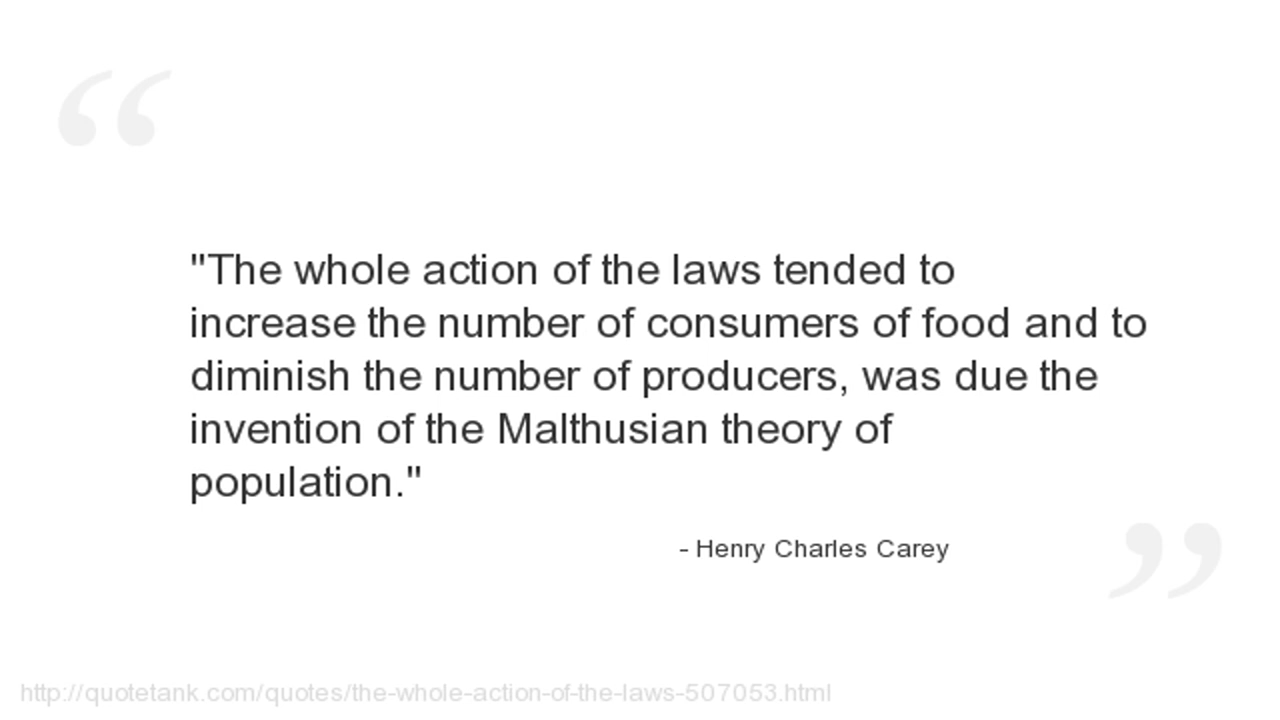 "The whole action of the laws tended to
increase the number of consumers of food and to
diminish the number of producers, was due the
invention of the Malthusian theory of
population."
- Henry Charles Carey
http://quotetank.com/quotes/the-whole-action-of-the-laws-507053.html